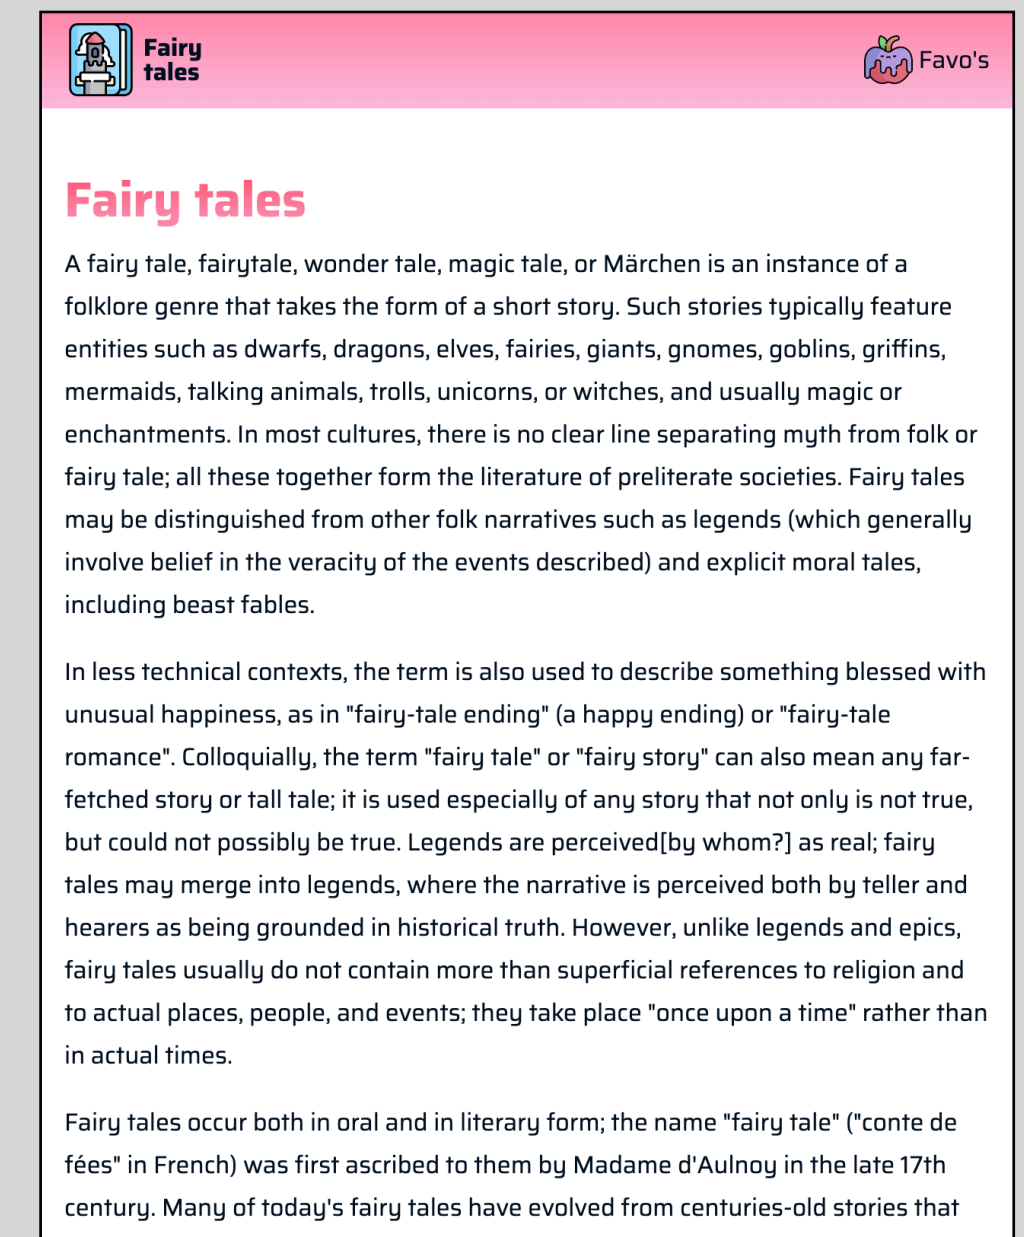 Fairy
tales
Favo's
Fairy tales
A fairy tale, fairytale, wonder tale, magic tale, or Märchen is an instance of a
folklore genre that takes the form of a short story. Such stories typically feature
entities such as dwarfs, dragons, elves, fairies, giants, gnomes, goblins, griffins,
mermaids, talking animals, trolls, unicorns, or witches, and usually magic or
enchantments. In most cultures, there is no clear line separating myth from folk or
fairy tale; all these together form the literature of preliterate societies. Fairy tales
may be distinguished from other folk narratives such as legends (which generally
involve belief in the veracity of the events described) and explicit moral tales,
including beast fables.
In less technical contexts, the term is also used to describe something blessed with
unusual happiness, as in "fairy-tale ending" (a happy ending) or "fairy-tale
romance". Colloquially, the term "fairy tale" or "fairy story" can also mean any far-
fetched story or tall tale; it is used especially of any story that not only is not true,
but could not possibly be true. Legends are perceived[by whom?] as real; fairy
tales may merge into legends, where the narrative is perceived both by teller and
hearers as being grounded in historical truth. However, unlike legends and epics,
fairy tales usually do not contain more than superficial references to religion and
to actual places, people, and events; they take place "once upon a time" rather than
in actual times.
Fairy tales occur both in oral and in literary form; the name "fairy tale" ("conte de
fées" in French) was first ascribed to them by Madame d'Aulnoy in the late 17th
century. Many of today's fairy tales have evolved from centuries-old stories that